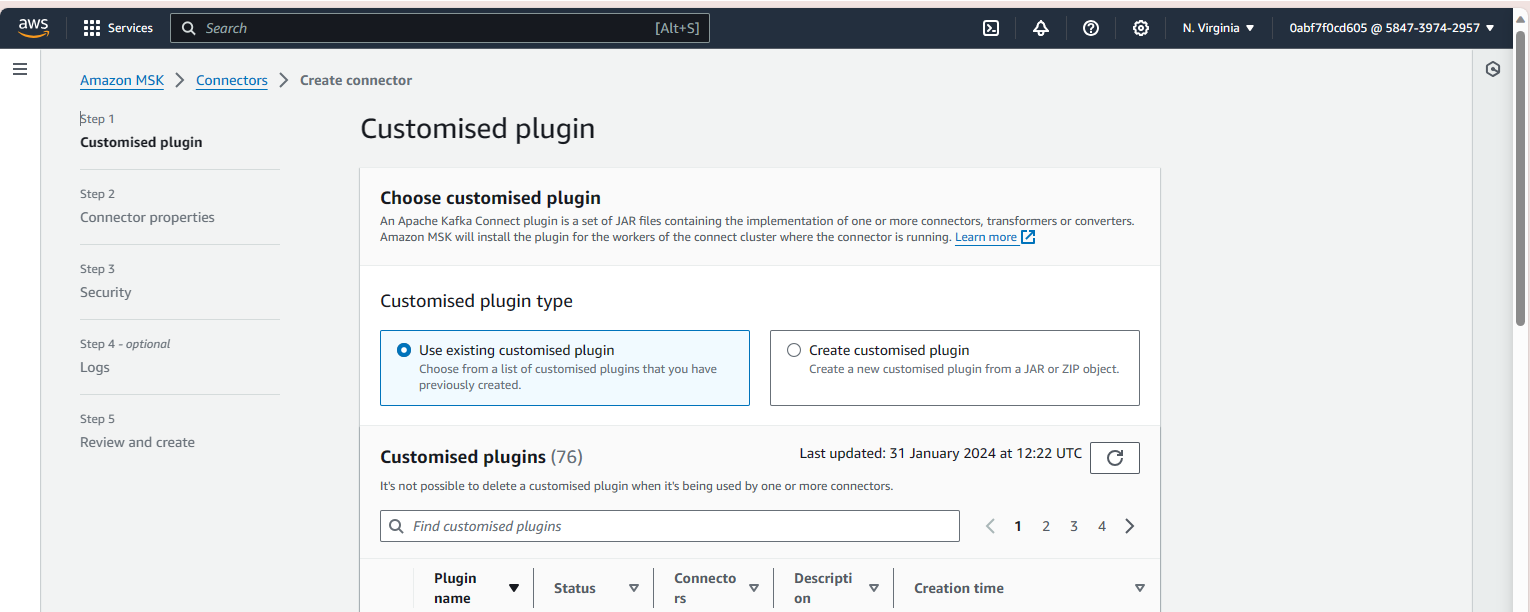 aws
Services
Search
[Alt+S]
N. Virginia
0abf7f0cd605 @ 5847-3974-2957
Amazon MSK
Connectors
Create connector
Step 1
Customised plugin
Step 2
Connector properties
Step 3
Security
Step 4 - optional
Logs
Step 5
Review and create
Customised plugin
Choose customised plugin
An Apache Kafka Connect plugin is a set of JAR files containing the implementation of one or more connectors, transformers or converters.
Amazon MSK will install the plugin for the workers of the connect cluster where the connector is running. Learn more
Customised plugin type
Use existing customised plugin
Choose from a list of customised plugins that you have
previously created.
Create customised plugin
Create a new customised plugin from a JAR or ZIP object.
Customised plugins (76)
Last updated: 31 January 2024 at 12:22 UTC
It's not possible to delete a customised plugin when it's being used by one or more connectors.
Find customised plugins
1 2 3 4
Plugin
name
Status
Connecto
rs
Descripti
on
Creation time